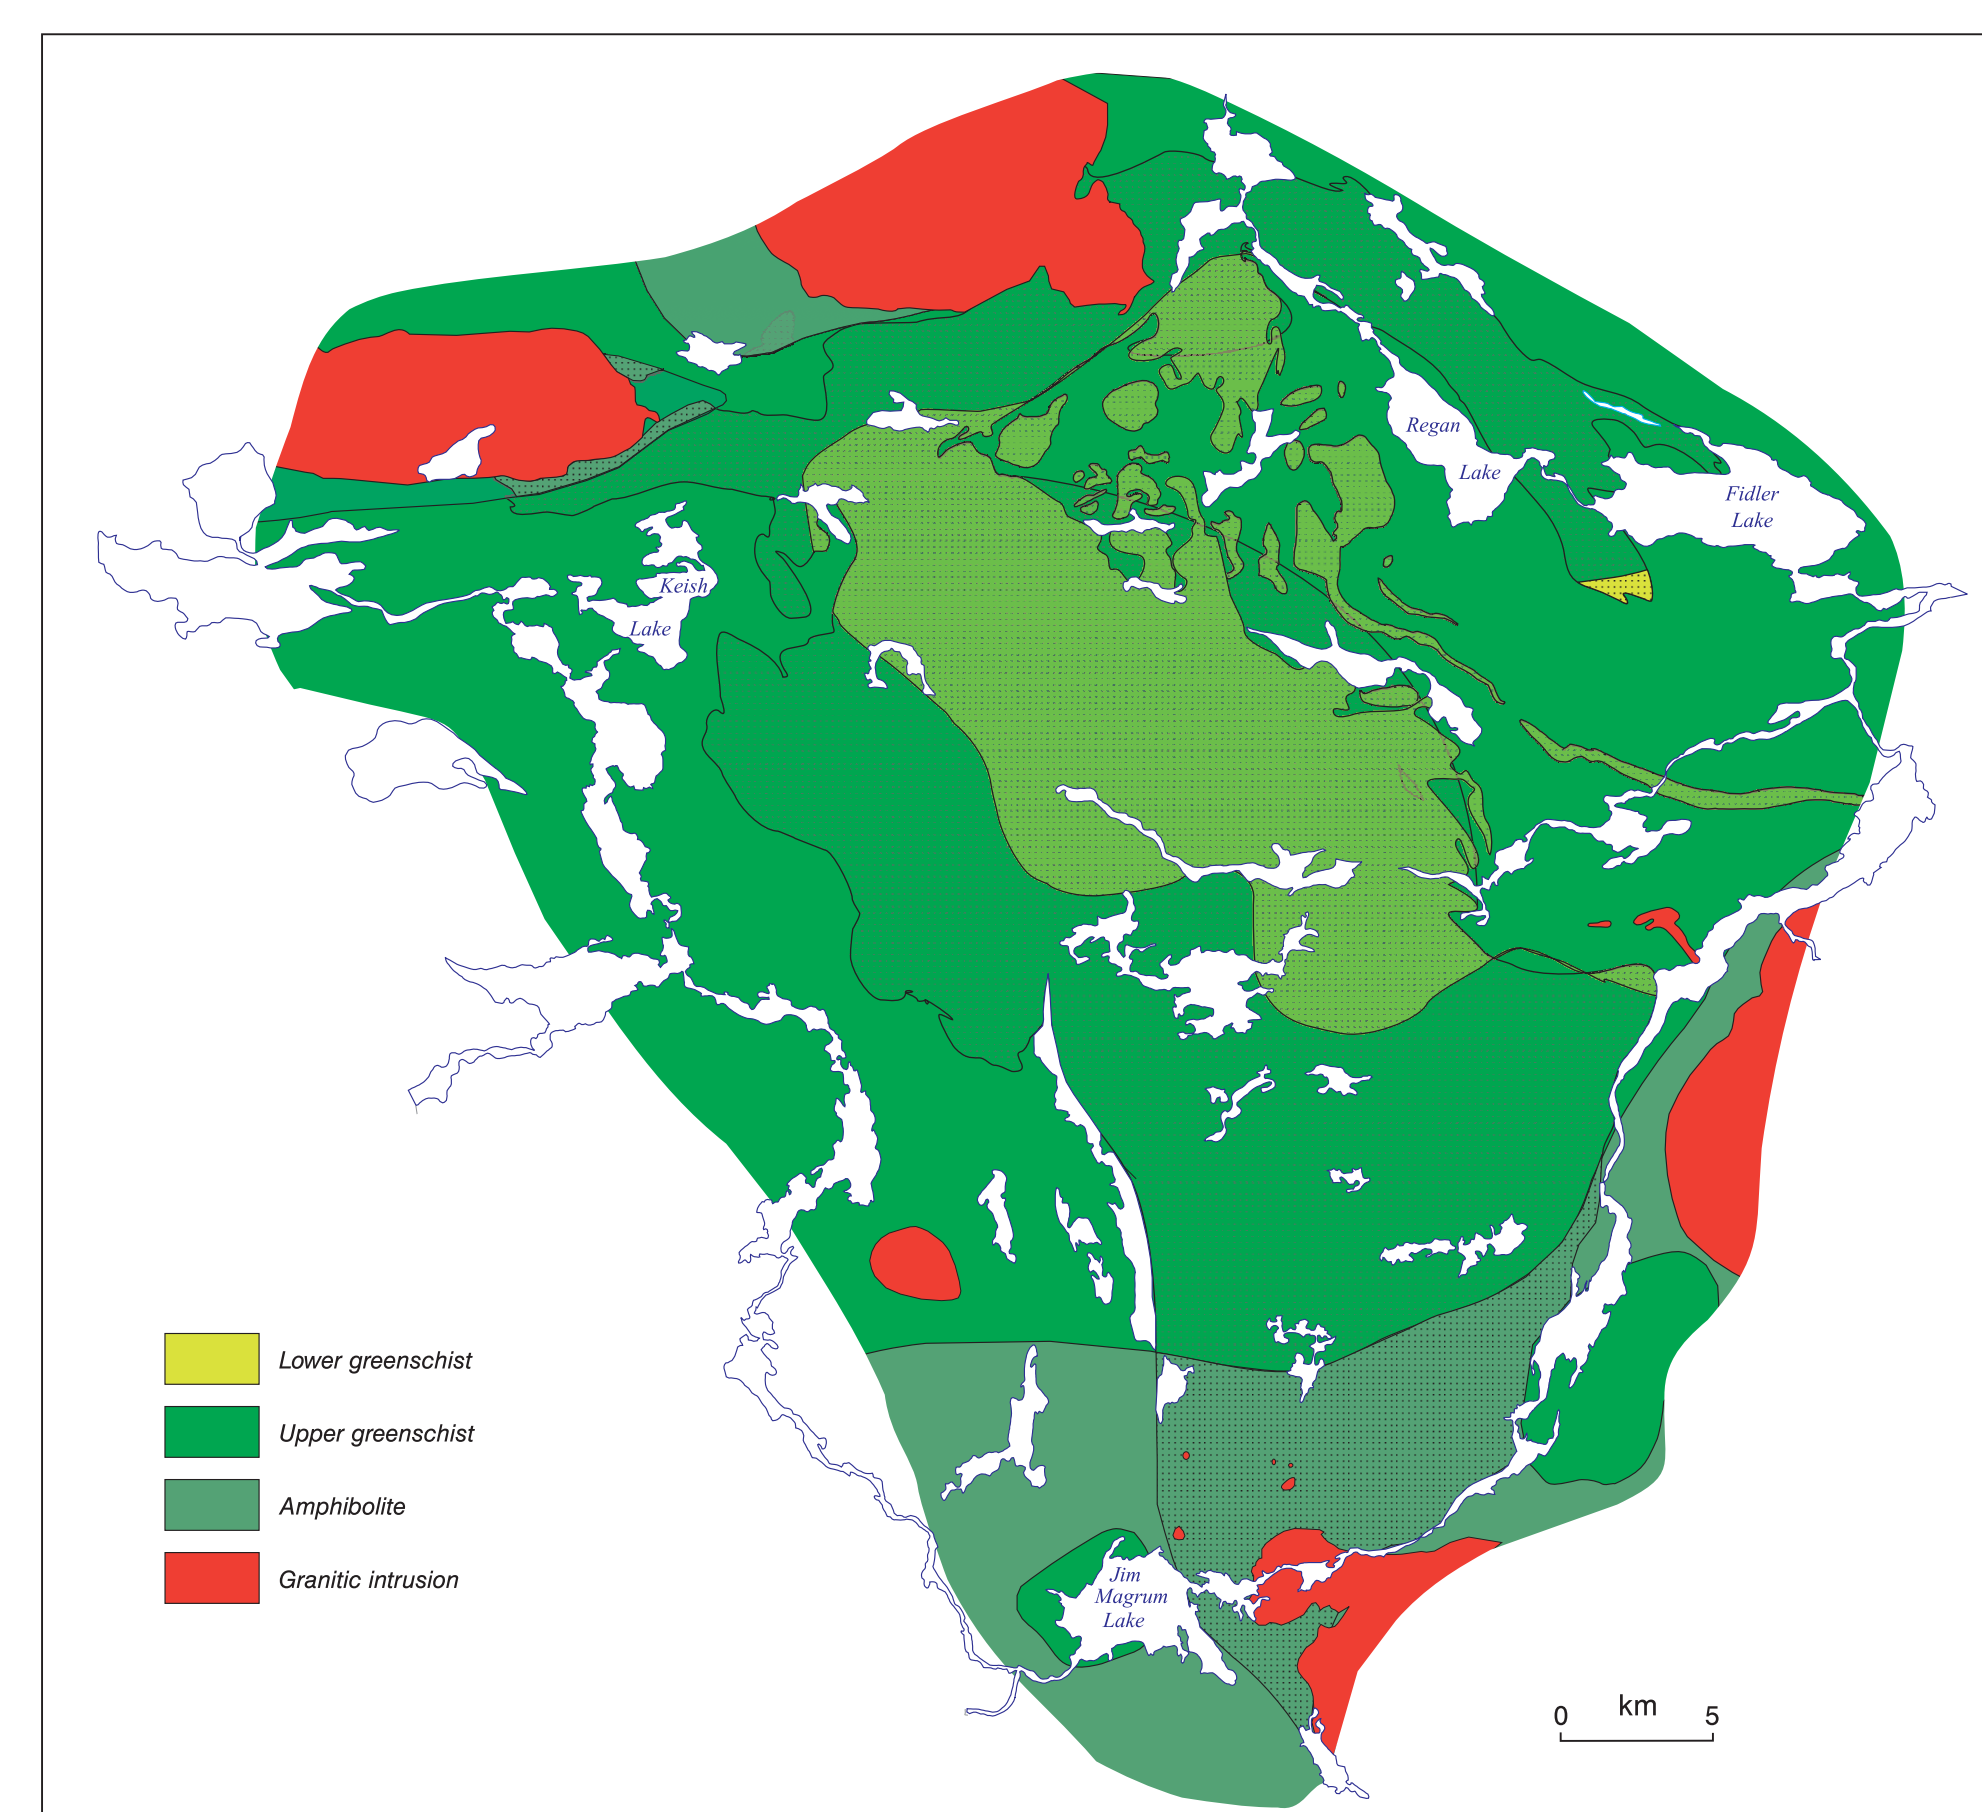 Regan
Lake
Fidler
Lake
Keish
Lake
Lower greenschist
Upper greenschist
Amphibolite
Granitic intrusion
Jim
Magrum
Lake
km
0 5